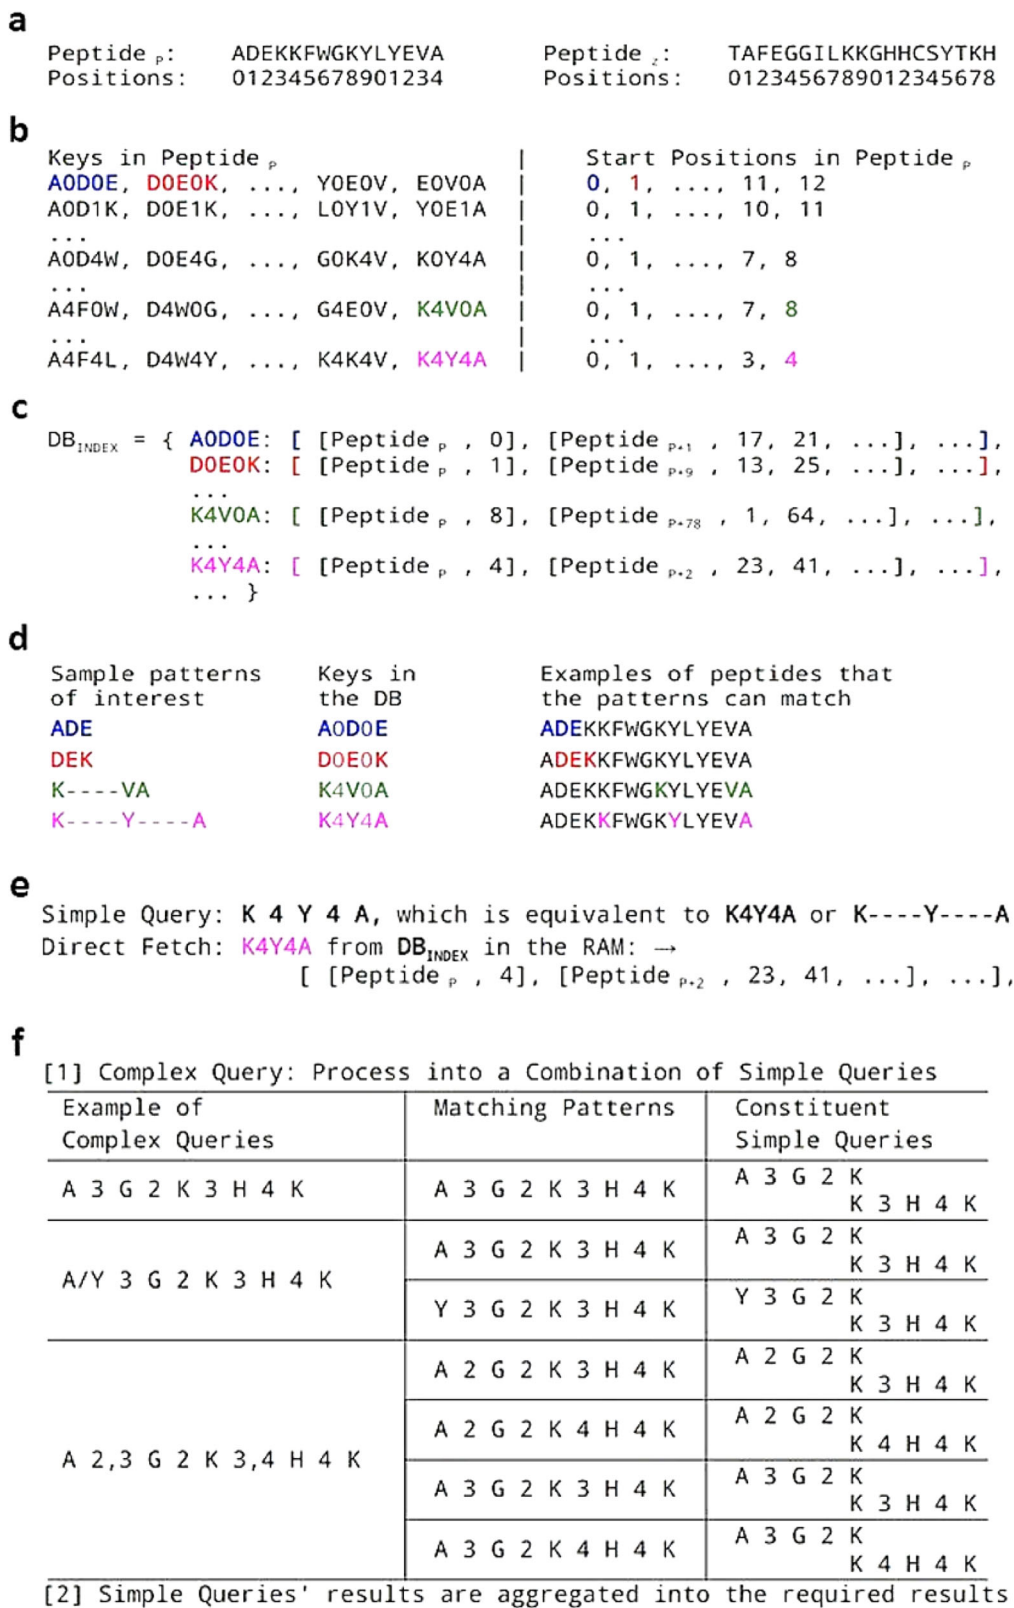 a
Peptide P: ADEKKFWGKYLYEVA Peptide z: TAFEGGILKKGHHCSYTKH
Positions: 012345678901234 Positions: 0123456789012345678
b
Keys in Peptide P | Start Positions in Peptide P
A0D0E, D0E0K, ..., Y0E0V, E0V0A | 0, 1, ..., 11, 12
A0D1K, D0E1K, ..., L0Y1V, Y0E1A | 0, 1, ..., 10, 11
... | ...
A0D4W, D0E4G, ..., G0K4V, K0Y4A | 0, 1, ..., 7, 8
... | ...
A4F0W, D4W0G, ..., G4E0V, K4V0A | 0, 1, ..., 7, 8
... | ...
A4F4L, D4W4Y, ..., K4K4V, K4Y4A | 0, 1, ..., 3, 4
c
DB INDEX = { A0D0E: [ [Peptide P , 0], [Peptide P+1 , 17, 21, ...], ...],
D0E0K: [ [Peptide P , 1], [Peptide P+9 , 13, 25, ...], ...],
...
K4V0A: [ [Peptide P , 8], [Peptide P+78 , 1, 64, ...], ...],
...
K4Y4A: [ [Peptide P , 4], [Peptide P+2 , 23, 41, ...], ...],
... }
d
Sample patterns Keys in Examples of peptides that
of interest the DB the patterns can match
ADE A0D0E ADEKKFWGKYLYEVA
DEK D0E0K ADEKKFWGKYLYEVA
K----VA K4V0A ADEKKFWGKYLYEVA
K----Y----A K4Y4A ADEKKFWGKYLYEVA
e
Simple Query: K 4 Y 4 A, which is equivalent to K4Y4A or K----Y----A
Direct Fetch: K4Y4A from DB INDEX in the RAM: →
[ [Peptide P , 4], [Peptide P+2 , 23, 41, ...], ...],
f
[1] Complex Query: Process into a Combination of Simple Queries
Example of Matching Patterns Constituent
Complex Queries Simple Queries
A 3 G 2 K 3 H 4 K A 3 G 2 K 3 H 4 K A 3 G 2 K
K 3 H 4 K
A/Y 3 G 2 K 3 H 4 K A 3 G 2 K 3 H 4 K A 3 G 2 K
K 3 H 4 K
Y 3 G 2 K 3 H 4 K Y 3 G 2 K
K 3 H 4 K
A 2,3 G 2 K 3,4 H 4 K A 2 G 2 K 3 H 4 K A 2 G 2 K
K 3 H 4 K
A 2 G 2 K 4 H 4 K A 2 G 2 K
K 4 H 4 K
A 3 G 2 K 3 H 4 K A 3 G 2 K
K 3 H 4 K
A 3 G 2 K 4 H 4 K A 3 G 2 K
K 4 H 4 K
[2] Simple Queries' results are aggregated into the required results